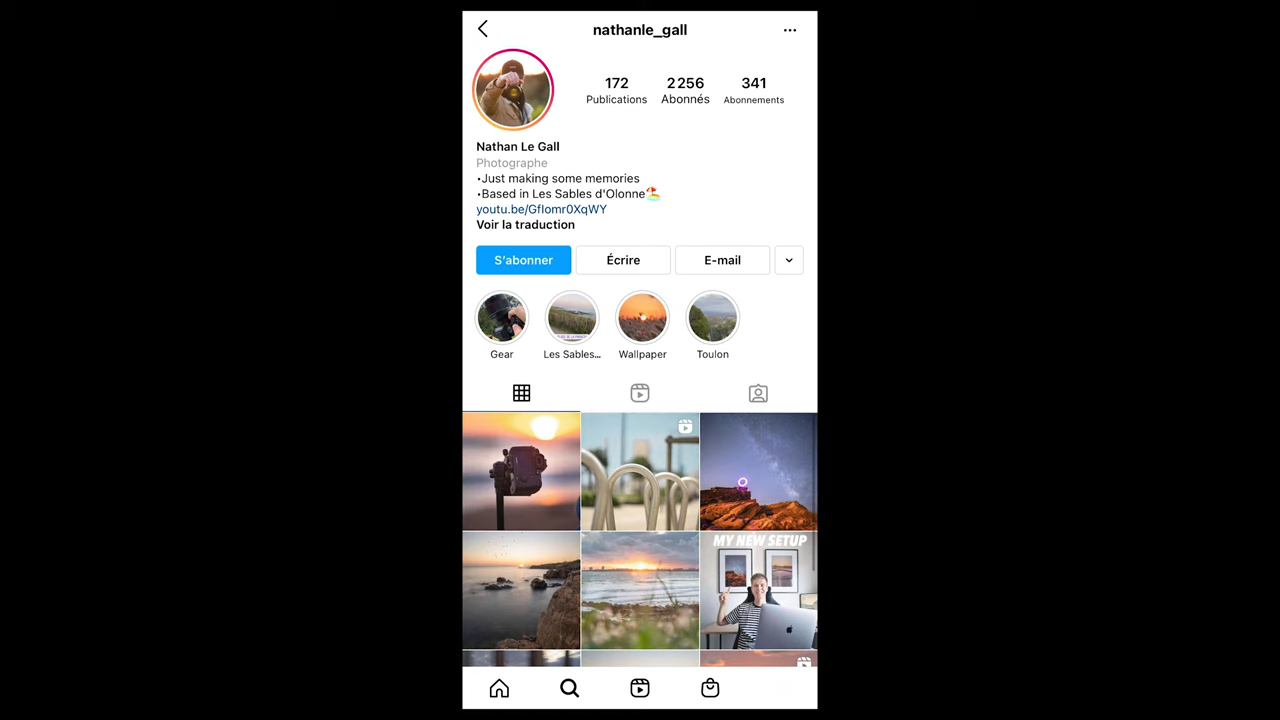 nathanle_gall
172
2 256
341
Publications
Abonnés
Abonnements
Nathan Le Gall
Photographe
•Just making some memories
•Based in Les Sables d'Olonne🏖️
youtu.be/GfIomr0XqWY
Voir la traduction
S'abonner
Écrire
E-mail
Gear
Les Sables...
Wallpaper
Toulon
MY NEW SETUP